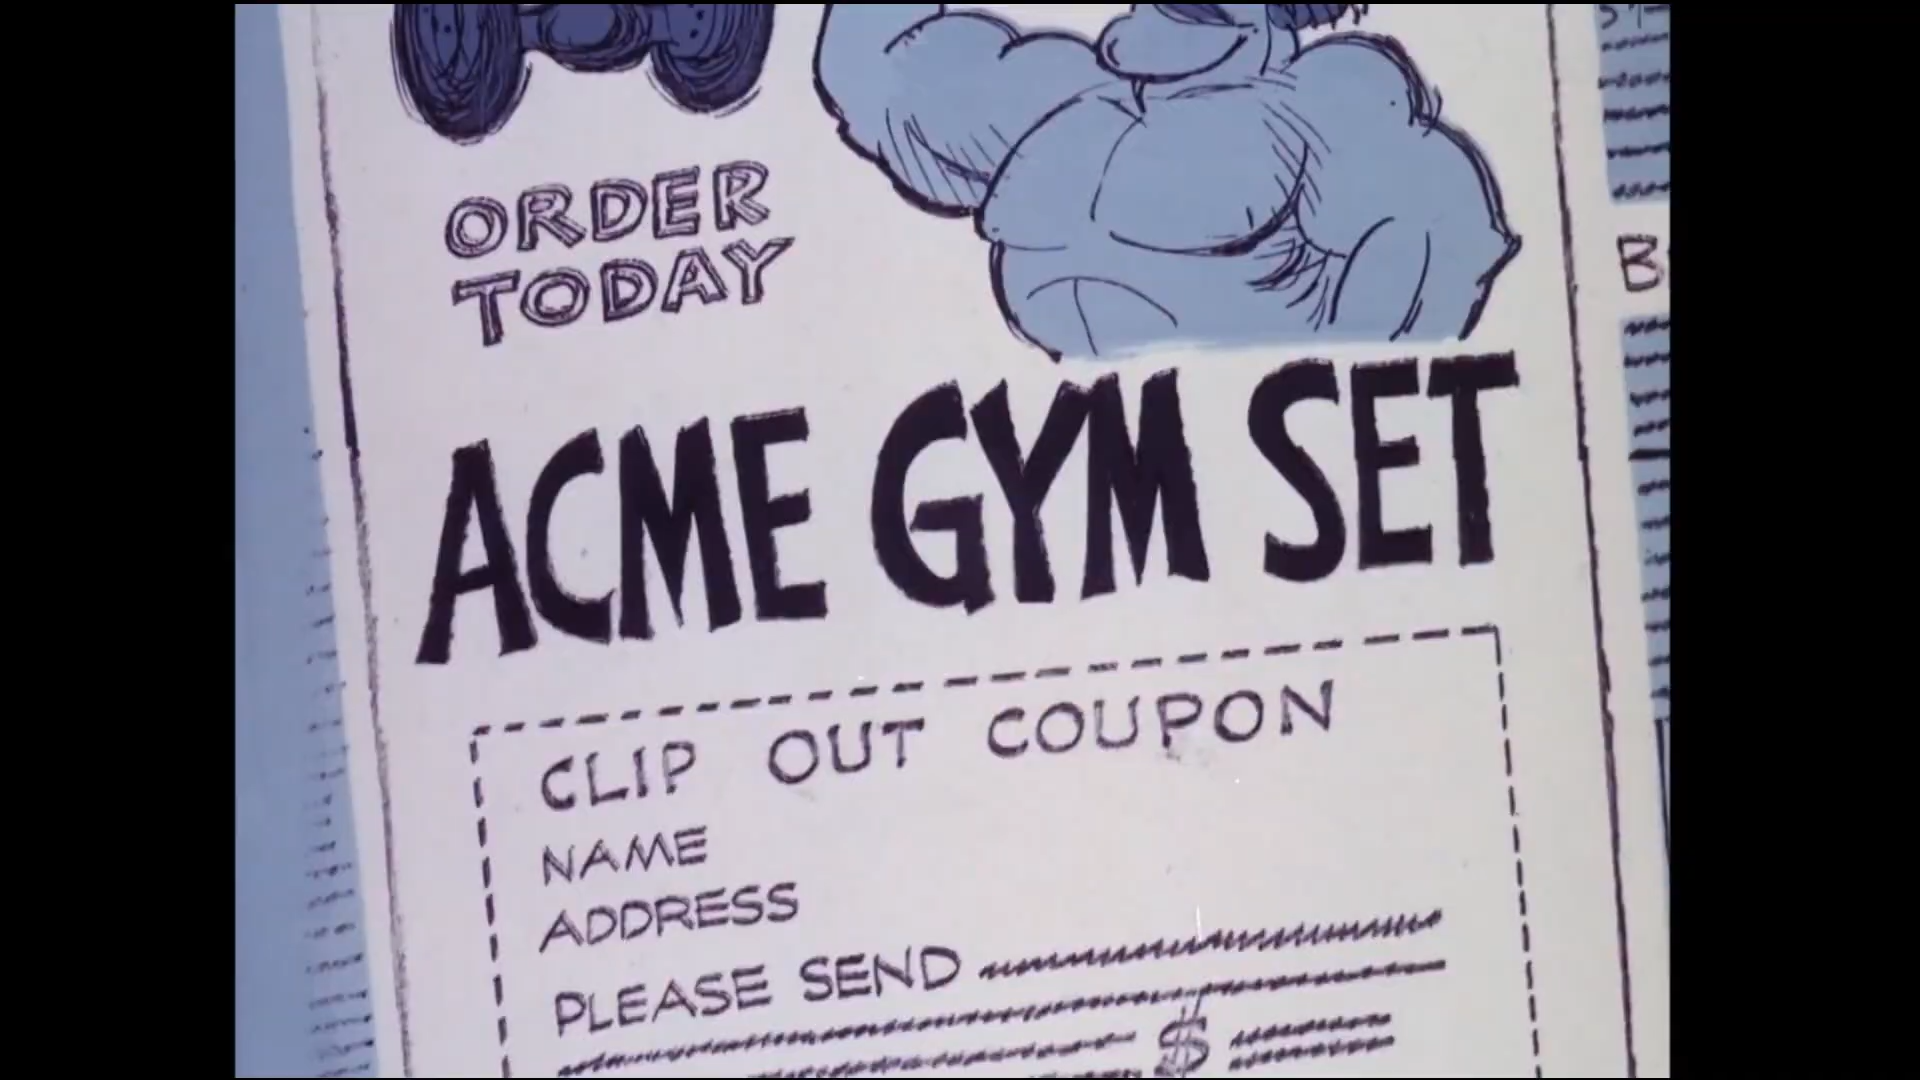 ORDER
TODAY
ACME GYM SET
CLIP OUT COUPON
NAME
ADDRESS
PLEASE SEND
$